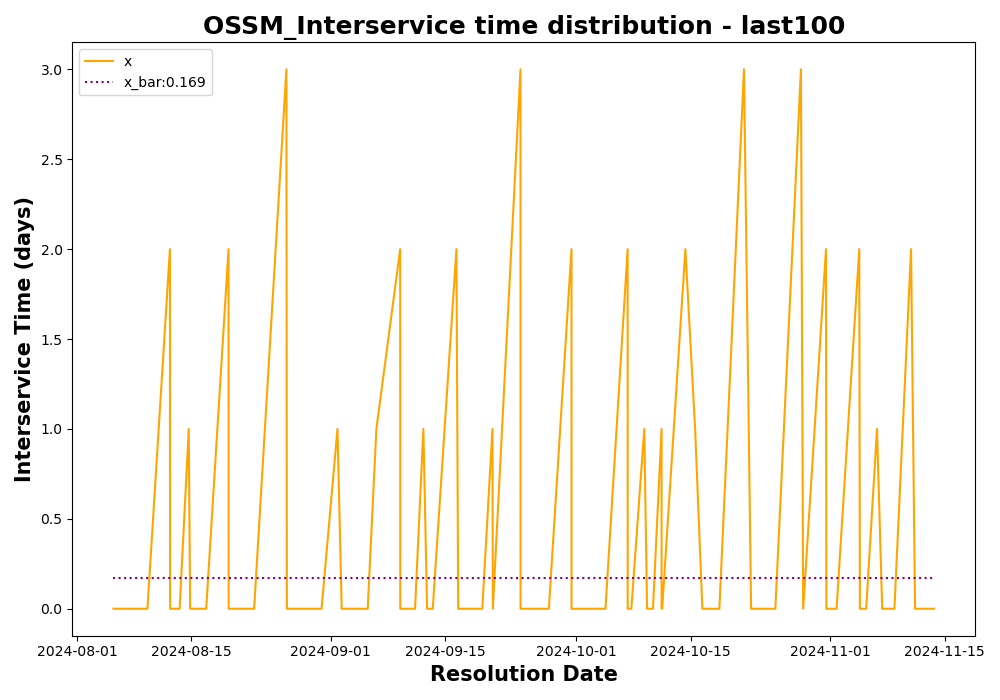 OSSM_Interservice time distribution - last100
x
x_bar:0.169
Interservice Time (days)
3.0
2.5
2.0
1.5
1.0
0.5
0.0
2024-08-01 2024-08-15 2024-09-01 2024-09-15 2024-10-01 2024-10-15 2024-11-01 2024-11-15
Resolution Date